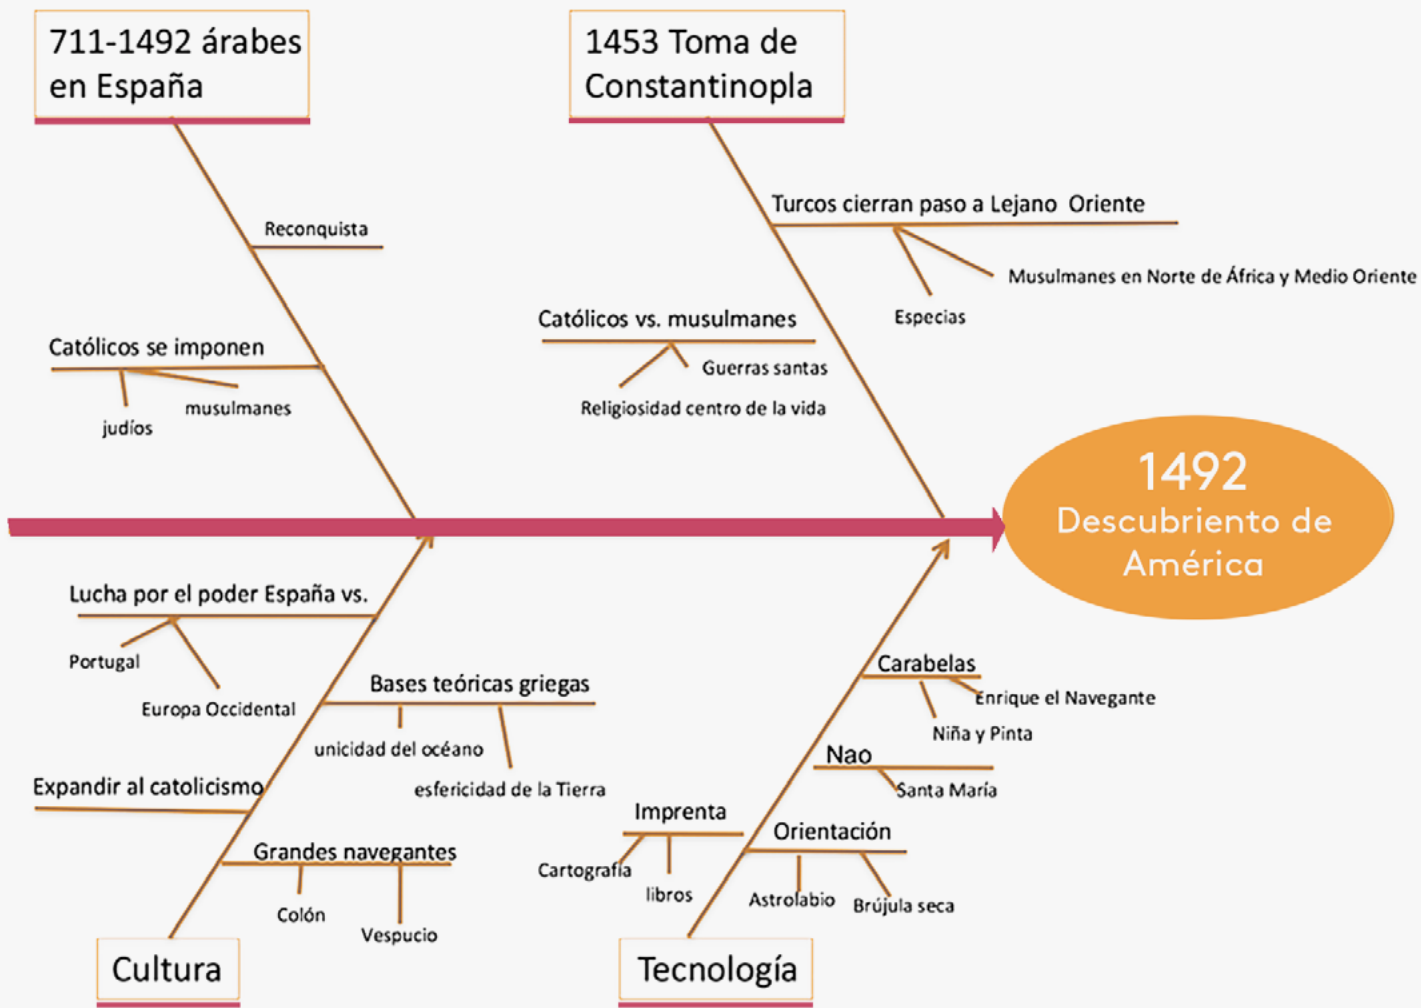 711-1492 árabes
en España
Reconquista
Católicos se imponen
judíos
musulmanes
1453 Toma de
Constantinopla
Turcos cierran paso a Lejano Oriente
Musulmanes en Norte de África y Medio Oriente
Especias
Católicos vs. musulmanes
Guerras santas
Religiosidad centro de la vida
1492
Descubriento de
América
Lucha por el poder España vs.
Portugal
Europa Occidental
Bases teóricas griegas
unicidad del océano
esfericidad de la Tierra
Expandir al catolicismo
Grandes navegantes
Colón
Vespucio
Cultura
Carabelas
Enrique el Navegante
Niña y Pinta
Nao
Santa María
Imprenta
Cartografía
libros
Orientación
Astrolabio
Brújula seca
Tecnología